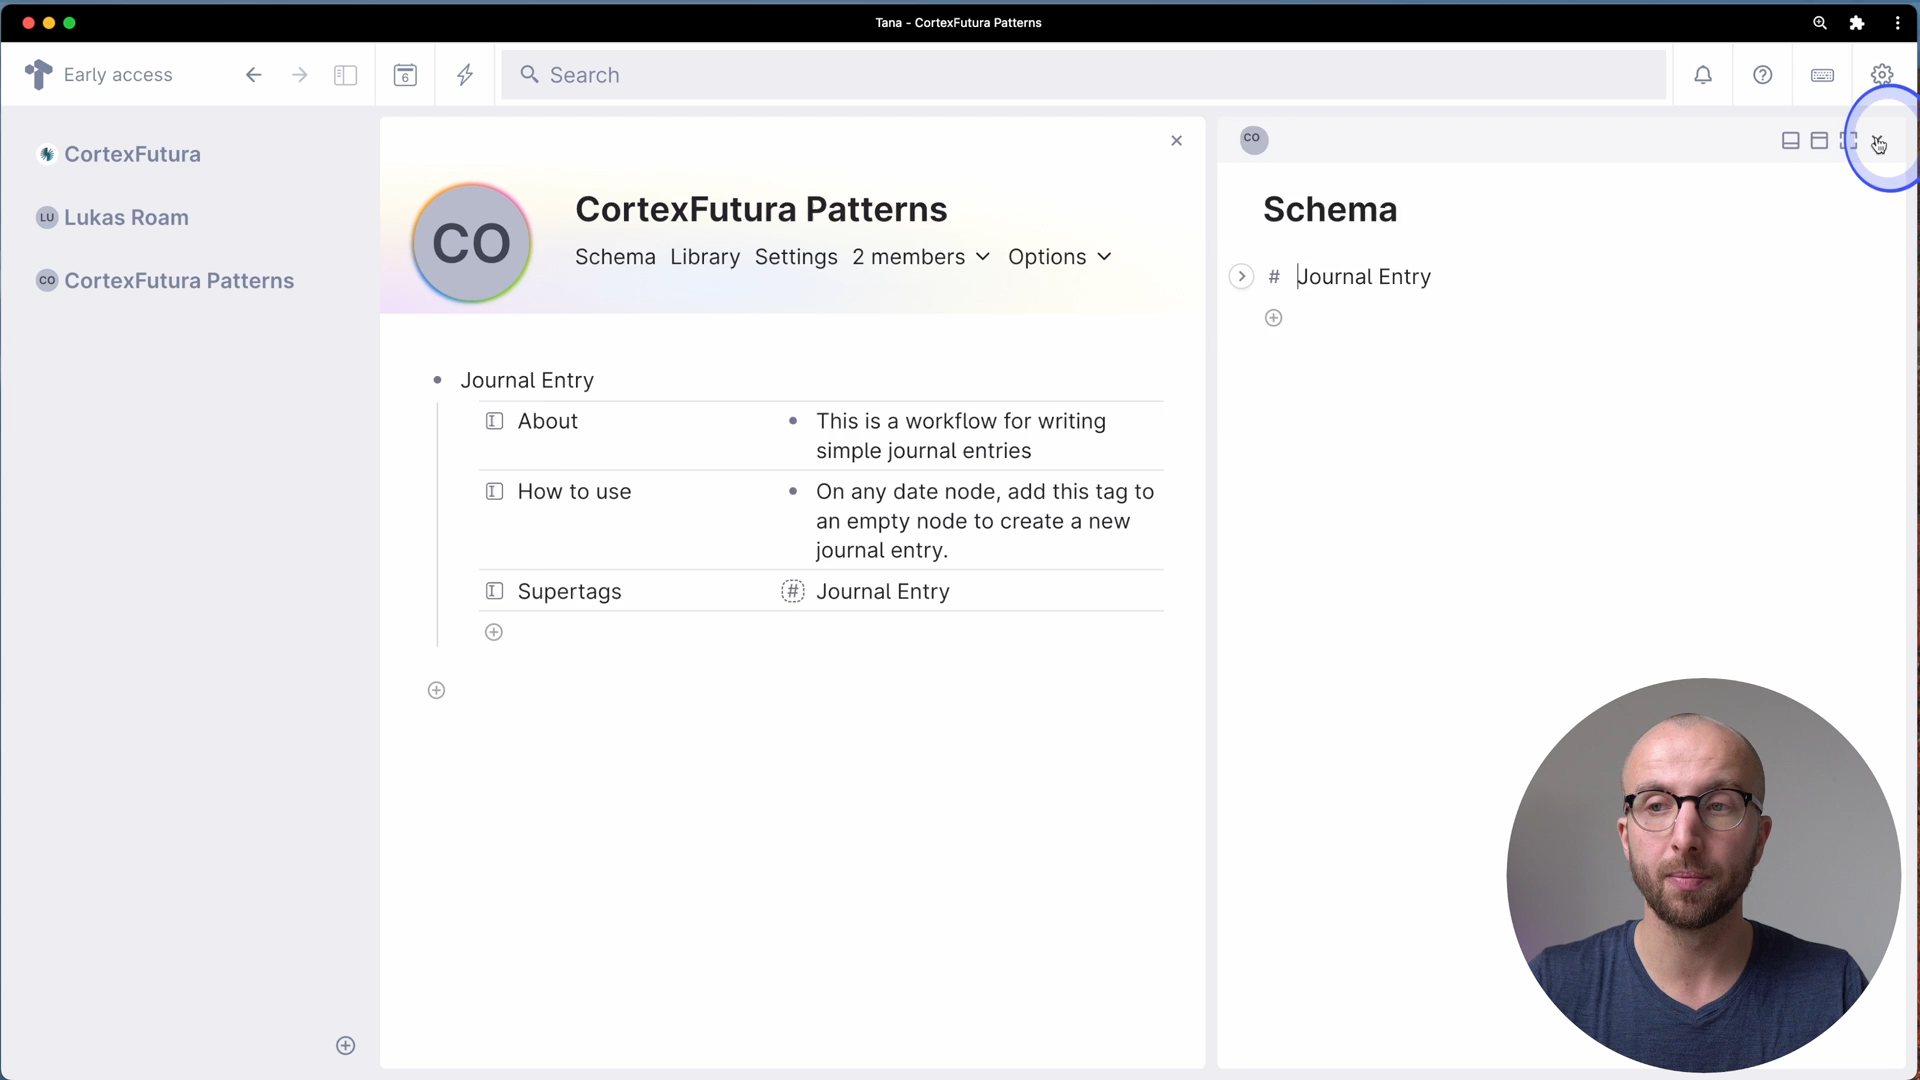 Tana - CortexFutura Patterns
Early access
6
Search
CortexFutura
LU Lukas Roam
CO CortexFutura Patterns
CO
CortexFutura Patterns
Schema Library Settings 2 members Options
Journal Entry
About
This is a workflow for writing
simple journal entries
How to use
On any date node, add this tag to
an empty node to create a new
journal entry.
Supertags
# Journal Entry
CO
Schema
# Journal Entry